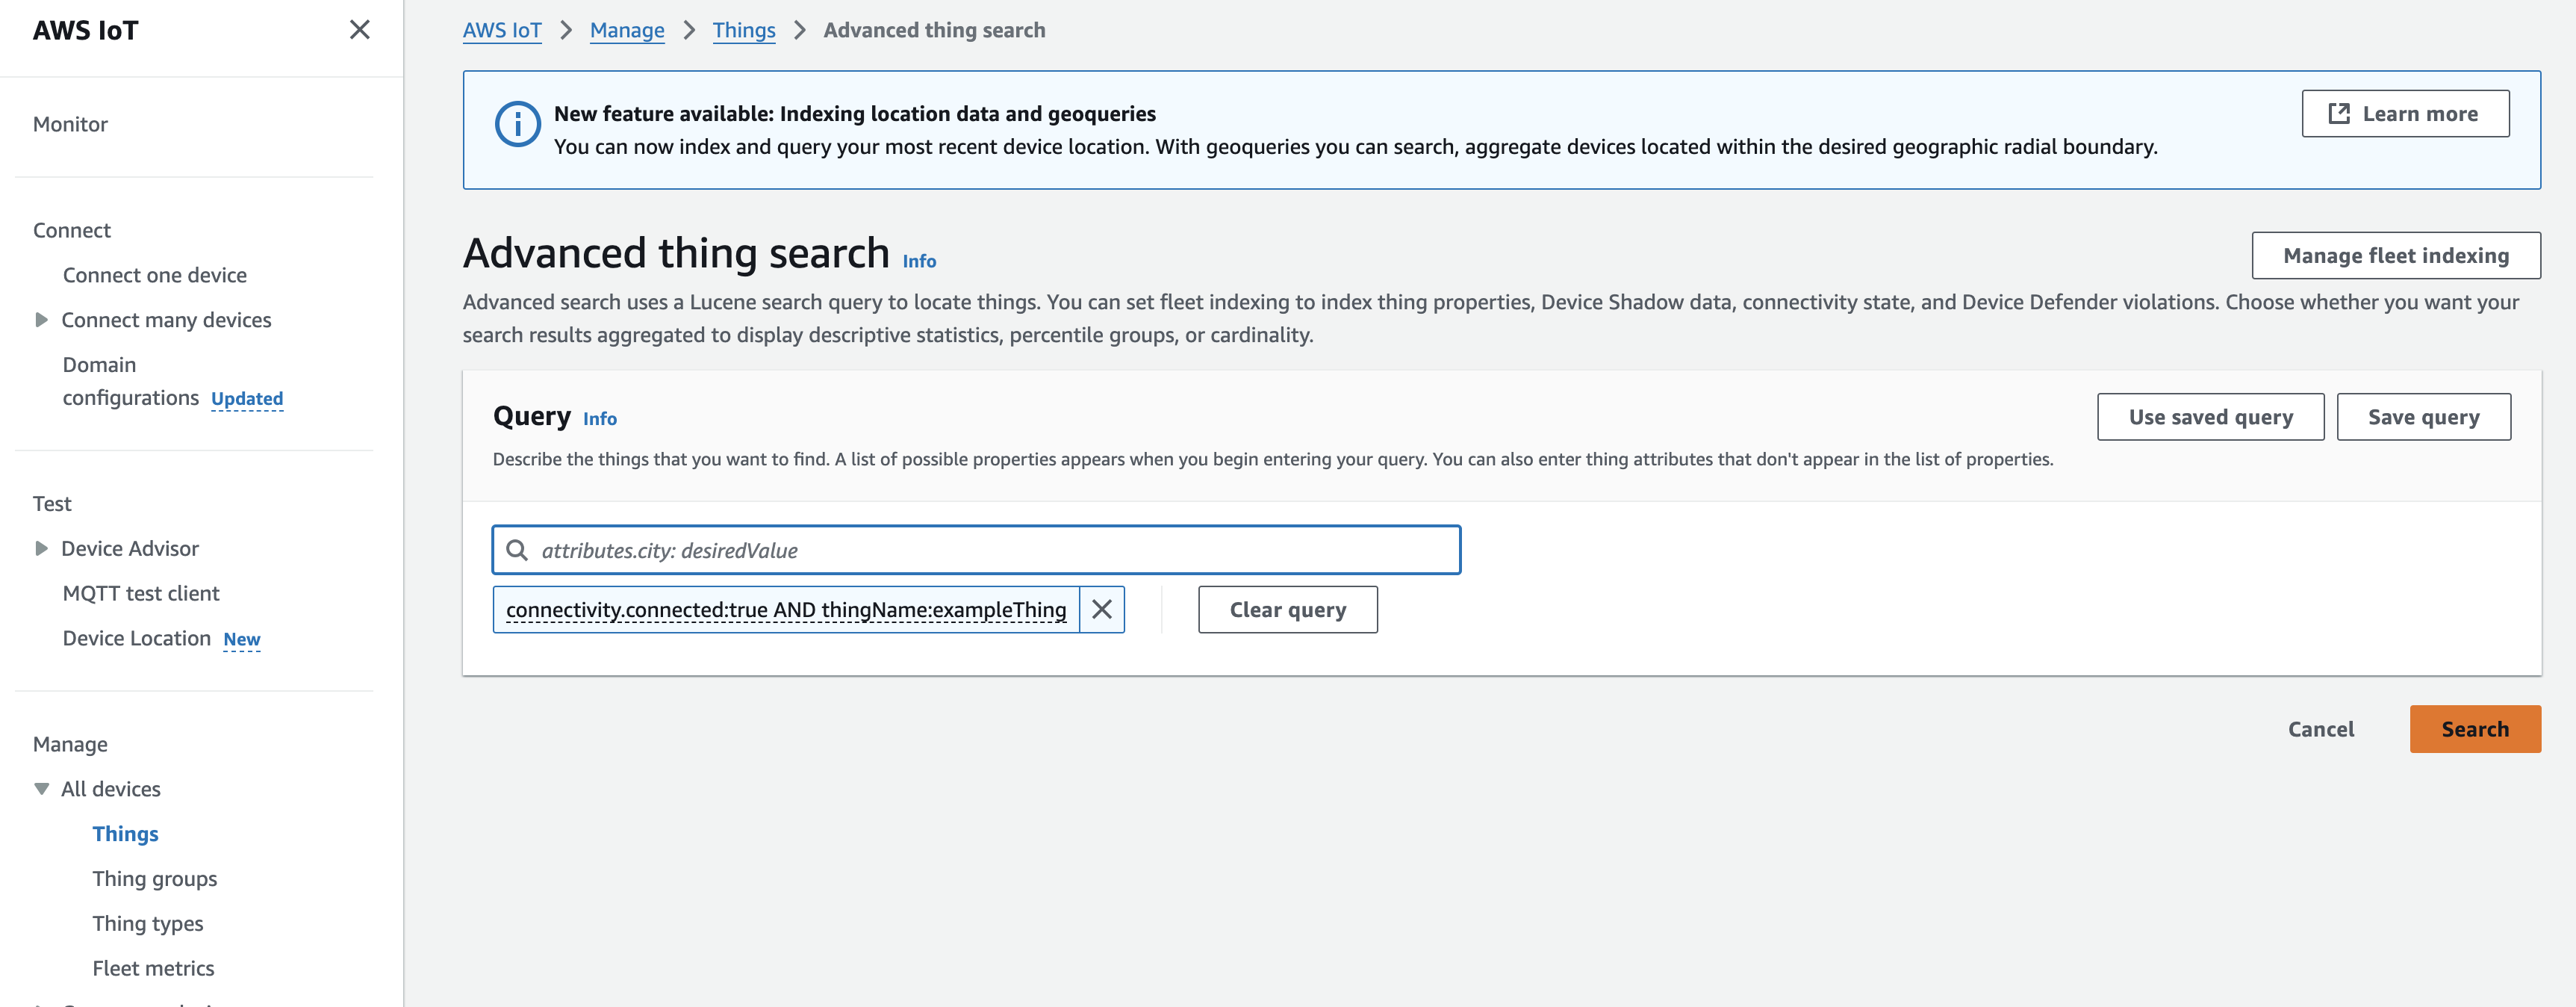 AWS IoT
Monitor
Connect
Connect one device
Connect many devices
Domain
configurations Updated
Test
Device Advisor
MQTT test client
Device Location New
Manage
All devices
Things
Thing groups
Thing types
Fleet metrics
AWS IoT > Manage > Things > Advanced thing search
New feature available: Indexing location data and geoqueries
You can now index and query your most recent device location. With geoqueries you can search, aggregate devices located within the desired geographic radial boundary.
Learn more
Advanced thing search Info
Manage fleet indexing
Advanced search uses a Lucene search query to locate things. You can set fleet indexing to index thing properties, Device Shadow data, connectivity state, and Device Defender violations. Choose whether you want your
search results aggregated to display descriptive statistics, percentile groups, or cardinality.
Query Info
Use saved query
Save query
Describe the things that you want to find. A list of possible properties appears when you begin entering your query. You can also enter thing attributes that don't appear in the list of properties.
attributes.city: desiredValue
connectivity.connected:true AND thingName:exampleThing
Clear query
Cancel
Search